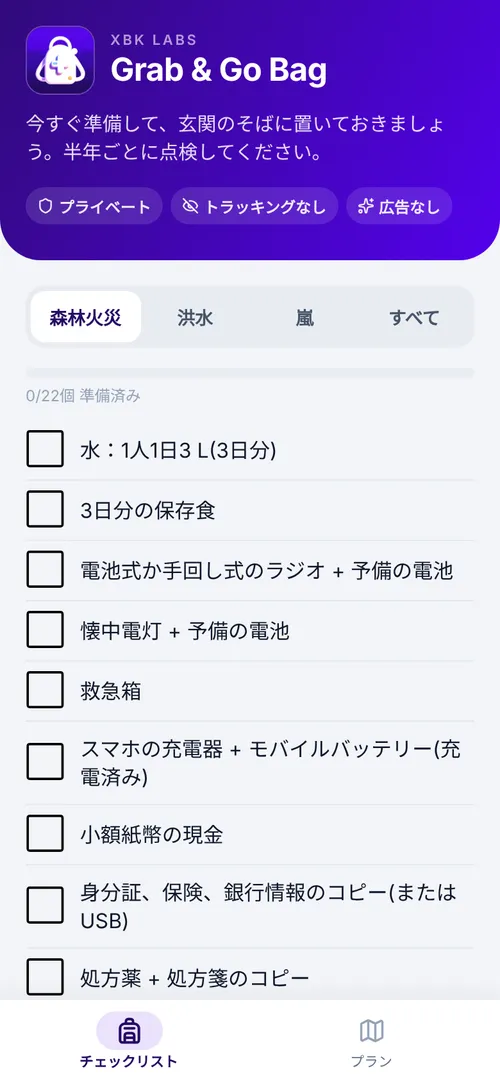 XBK LABS
Grab & Go Bag
今すぐ準備して、玄関のそばに置いておきましょ
う。半年ごとに点検してください。
プライベート
トラッキングなし
広告なし
森林火災
洪水
嵐
すべて
0/22個 準備済み
水：1人1日3 L(3日分)
3日分の保存食
電池式か手回し式のラジオ + 予備の電池
懐中電灯 + 予備の電池
救急箱
スマホの充電器 + モバイルバッテリー(充
電済み)
小額紙幣の現金
身分証、保険、銀行情報のコピー(または
USB)
処方薬 + 処方箋のコピー
チェックリスト
プラン